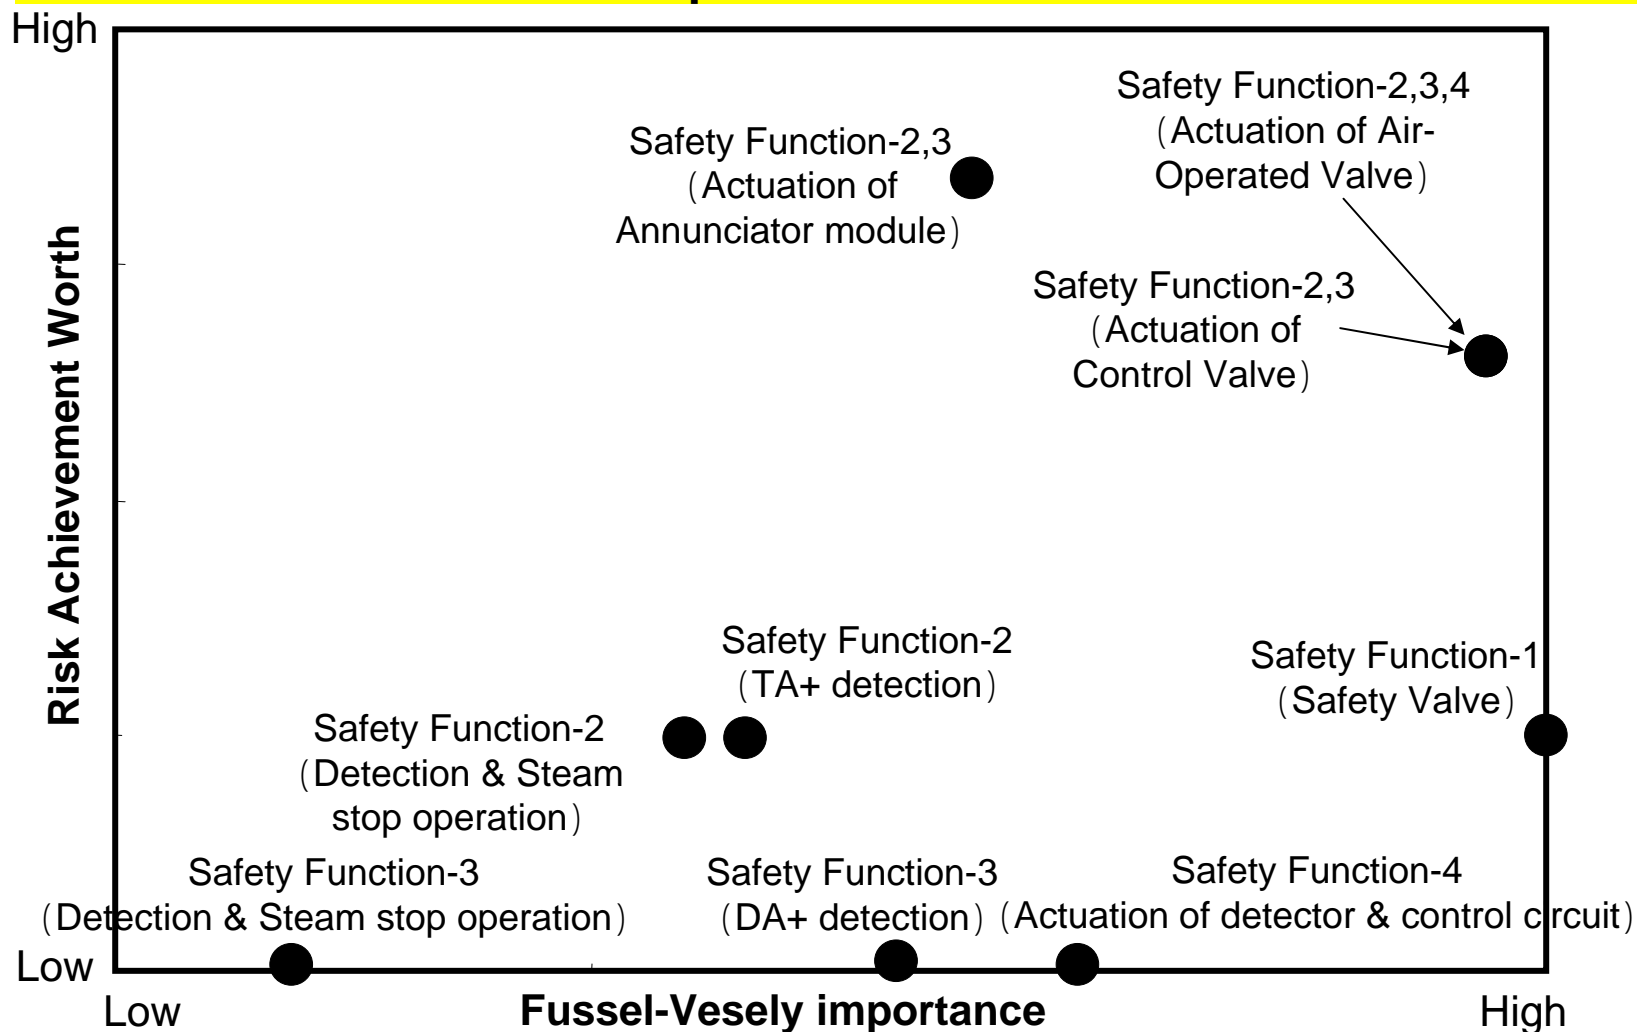 High
Safety Function-2,3,4
(Actuation of Air-
Operated Valve)
Safety Function-2,3
(Actuation of
Annunciator module)
Safety Function-2,3
(Actuation of
Control Valve)
Risk Achievement Worth
Safety Function-2
(TA+ detection)
Safety Function-1
(Safety Valve)
Safety Function-2
(Detection & Steam
stop operation)
Safety Function-3
(Detection & Steam stop operation)
Safety Function-3
(DA+ detection)
Safety Function-4
(Actuation of detector & control circuit)
Low
Low
Fussel-Vesely importance
High